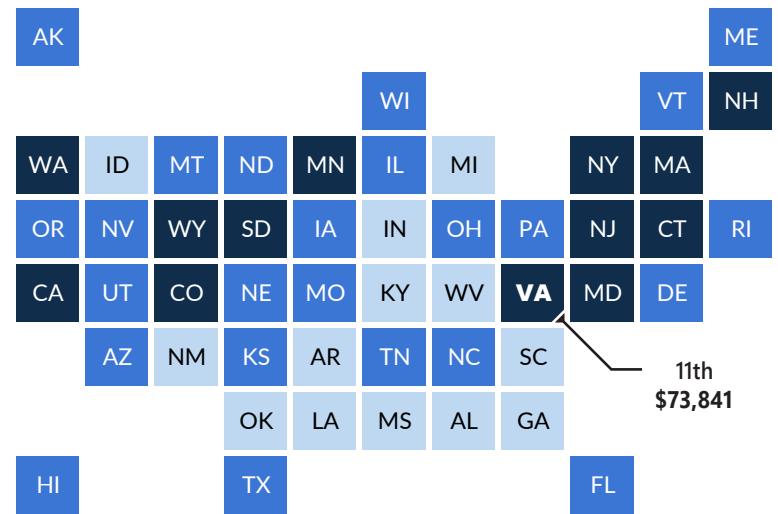 AK ME
WI VT NH
WA ID MT ND MN IL MI NY MA
OR NV WY SD IA IN OH PA NJ CT RI
CA UT CO NE MO KY WV VA MD DE
AZ NM KS AR TN NC SC
11th
$73,841
OK LA MS AL GA
HI TX FL